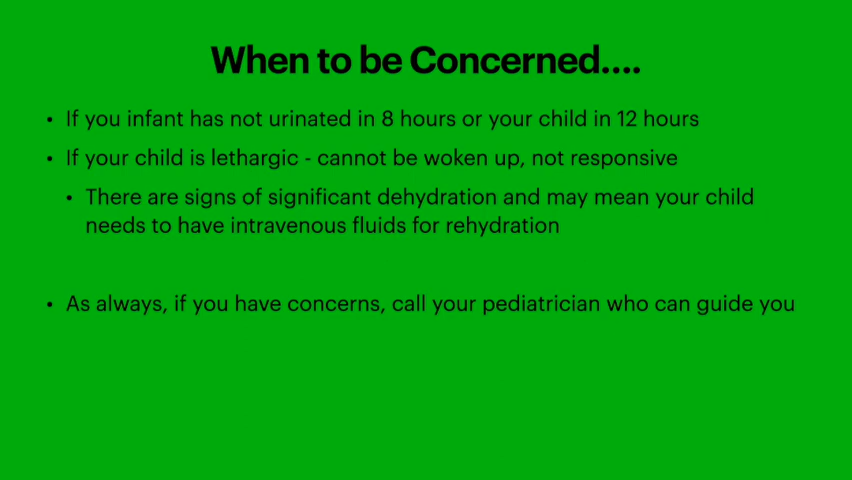 When to be Concerned....
• If you infant has not urinated in 8 hours or your child in 12 hours
• If your child is lethargic - cannot be woken up, not responsive
• There are signs of significant dehydration and may mean your child
needs to have intravenous fluids for rehydration
• As always, if you have concerns, call your pediatrician who can guide you